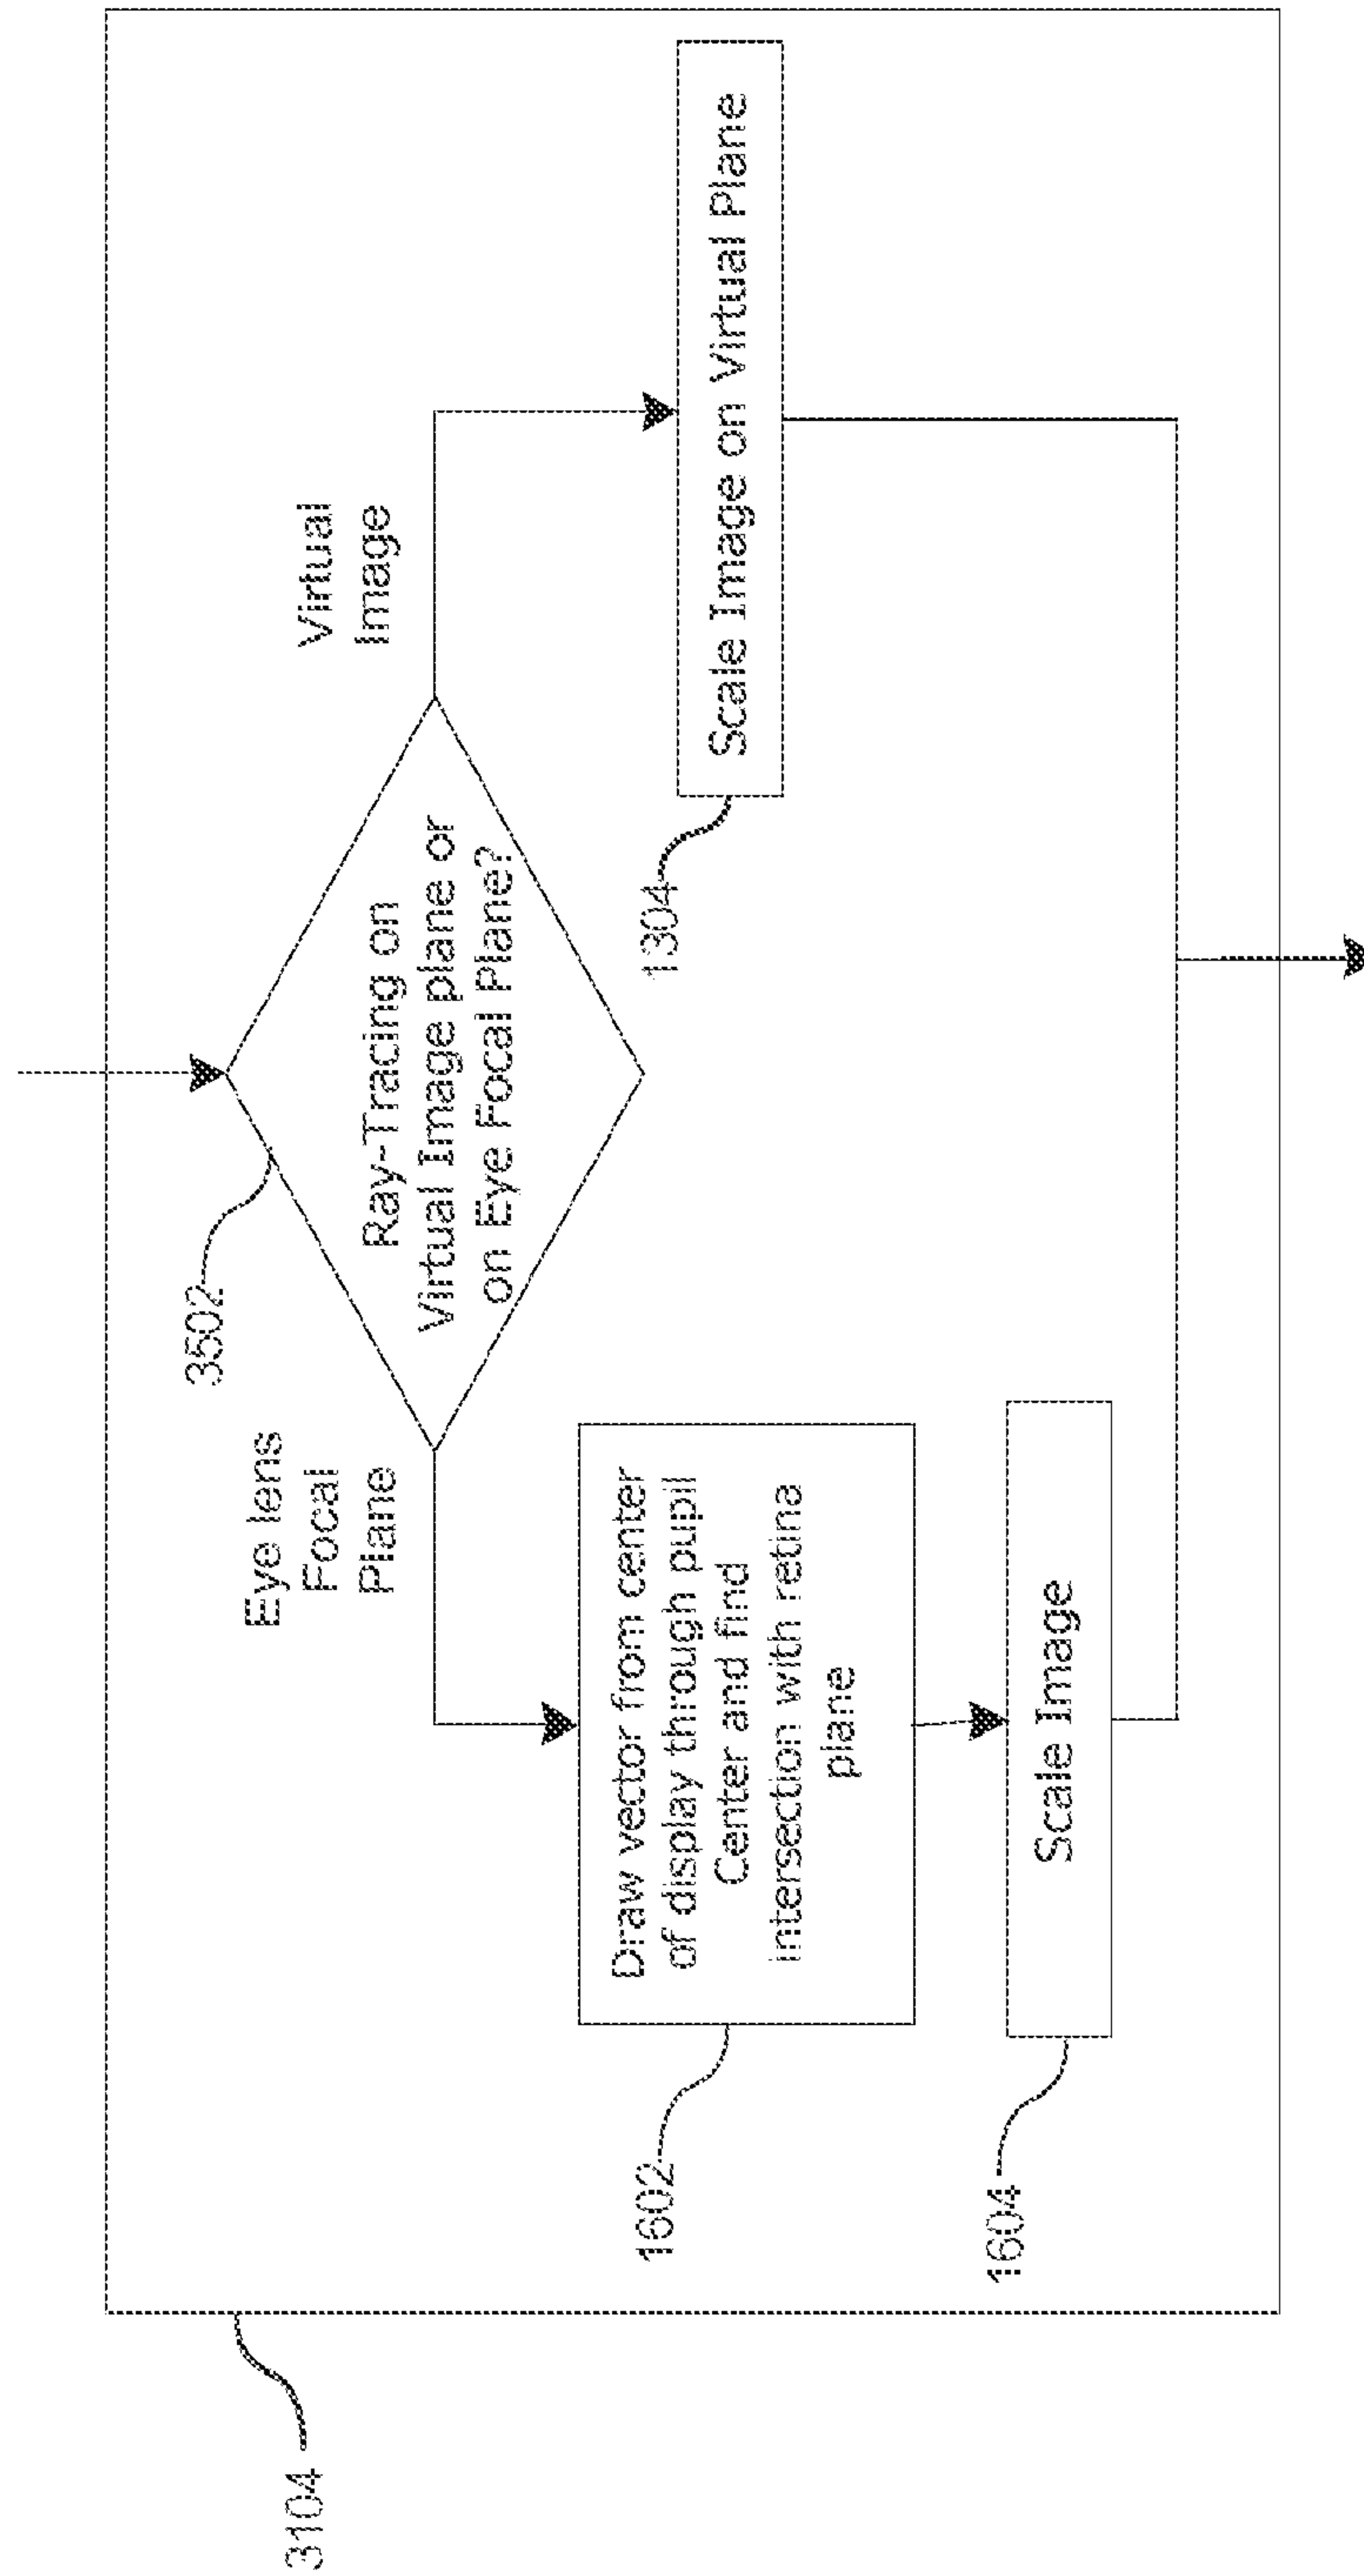 3104
3502
Ray-Tracing on
Virtual Image plane or
on Eye Focal Plane?
Eye lens
Focal
Plane
Virtual
Image
1602
Draw vector from center
of display through pupil
Center and find
intersection with retina
plane
1304
Scale Image on Virtual Plane
1604
Scale Image